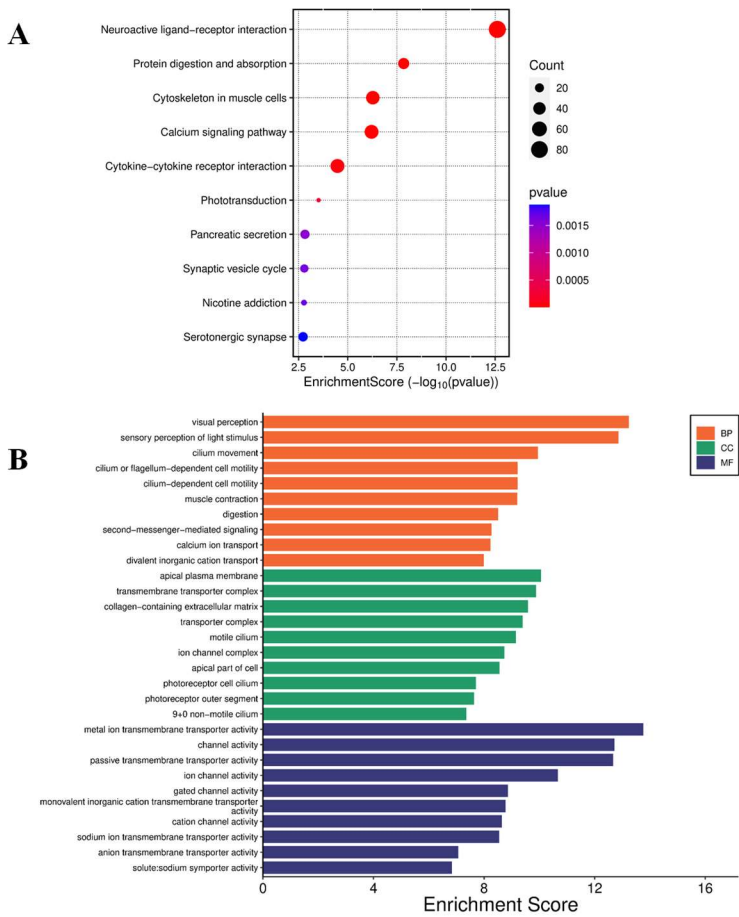 A
Neuroactive ligand−receptor interaction
Protein digestion and absorption
Cytoskeleton in muscle cells
Calcium signaling pathway
Cytokine−cytokine receptor interaction
Phototransduction
Pancreatic secretion
Synaptic vesicle cycle
Nicotine addiction
Serotonergic synapse
2.5 5.0 7.5 10.0 12.5
EnrichmentScore (−log10(pvalue))
Count
20
40
60
80
pvalue
0.0015
0.0010
0.0005
B
visual perception
sensory perception of light stimulus
cilium movement
cilium or flagellum−dependent cell motility
cilium−dependent cell motility
muscle contraction
digestion
second−messenger−mediated signaling
calcium ion transport
divalent inorganic cation transport
apical plasma membrane
transmembrane transporter complex
collagen−containing extracellular matrix
transporter complex
motile cilium
ion channel complex
apical part of cell
photoreceptor cell cilium
photoreceptor outer segment
9+0 non−motile cilium
metal ion transmembrane transporter activity
channel activity
passive transmembrane transporter activity
ion channel activity
gated channel activity
monovalent inorganic cation transmembrane transporter
activity
cation channel activity
sodium ion transmembrane transporter activity
anion transmembrane transporter activity
solute:sodium symporter activity
0 4 8 12 16
Enrichment Score
BP
CC
MF